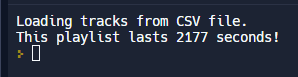 Loading tracks from CSV file.
This playlist lasts 2177 seconds!
>